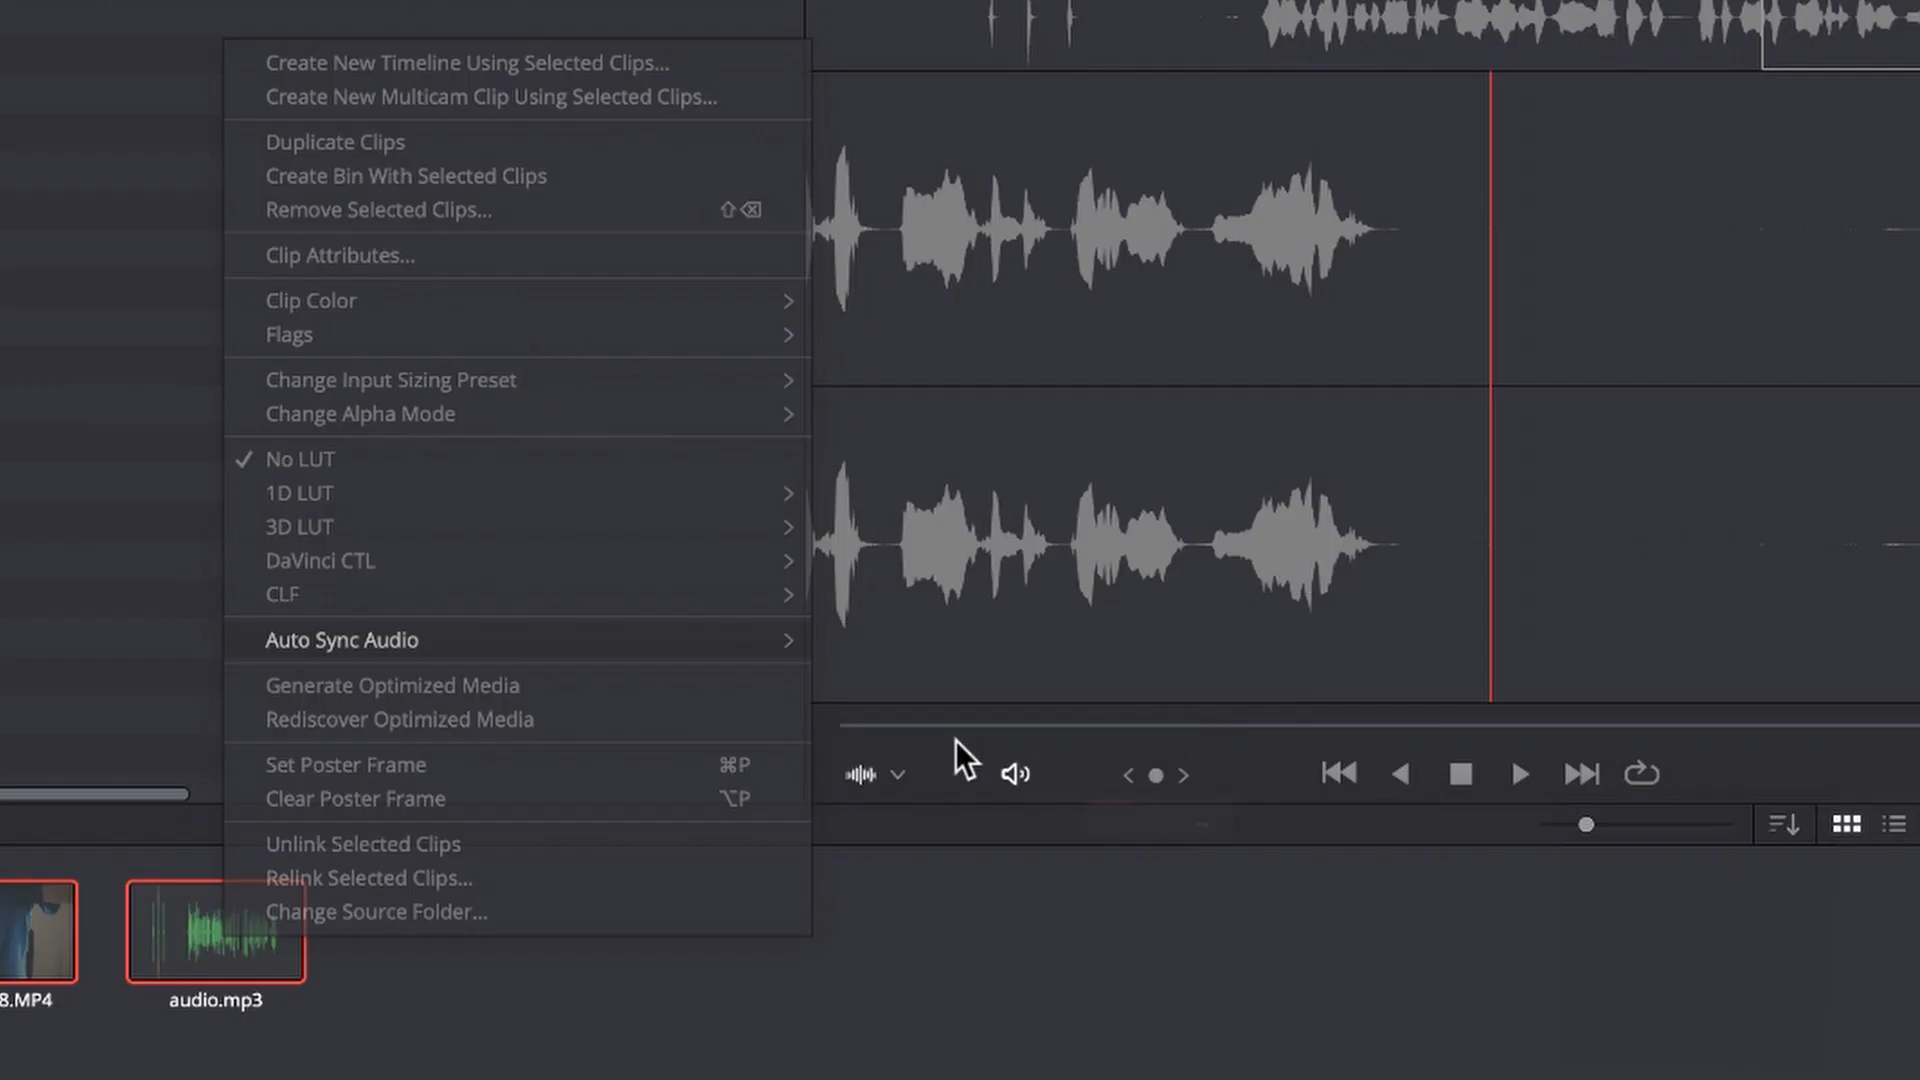 Create New Timeline Using Selected Clips...
Create New Multicam Clip Using Selected Clips...
Duplicate Clips
Create Bin With Selected Clips
Remove Selected Clips... ⇧⌫
Clip Attributes...
Clip Color
Flags
Change Input Sizing Preset
Change Alpha Mode
No LUT
1D LUT
3D LUT
DaVinci CTL
CLF
Auto Sync Audio
Generate Optimized Media
Rediscover Optimized Media
Set Poster Frame ⌘P
Clear Poster Frame ⌥P
Unlink Selected Clips
Relink Selected Clips...
Change Source Folder...
8.MP4
audio.mp3